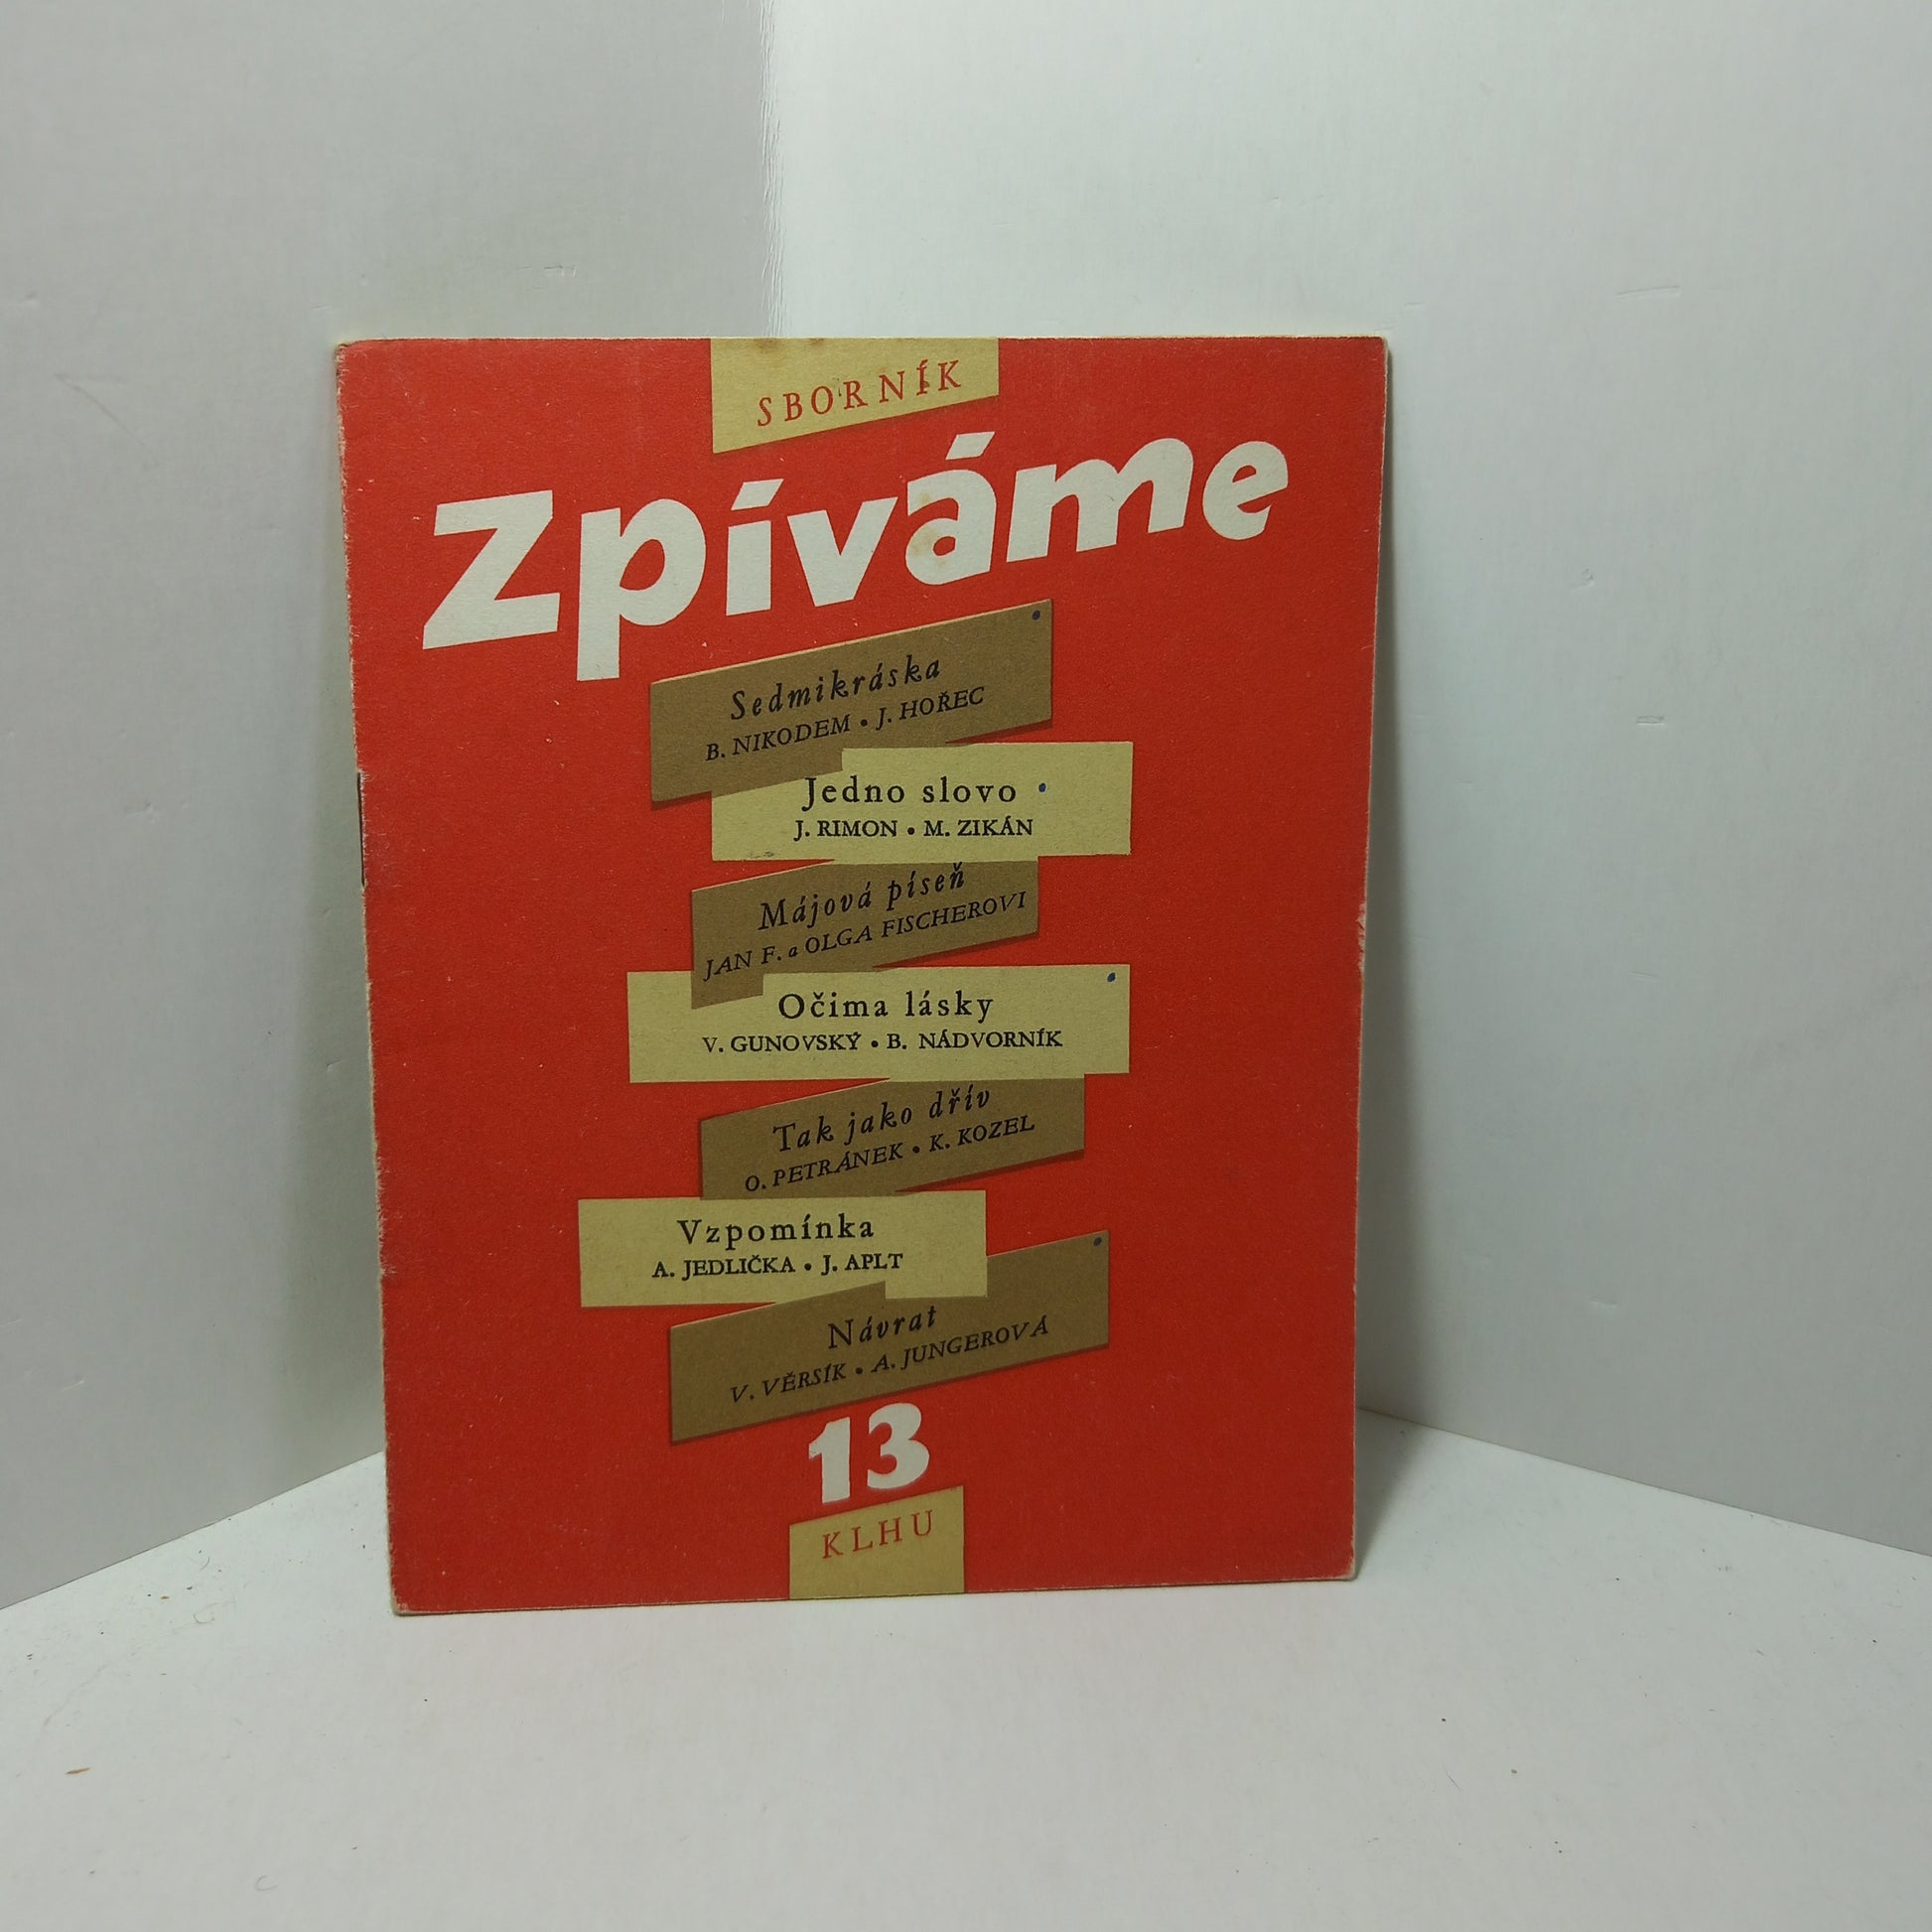 SBORNÍK
Zpíváme
Sedmikráska
B. NIKODEM • J. HOŘEC
Jedno slovo
J. RIMON • M. ZIKÁN
Májová píseň
JAN F. a OLGA FISCHEROVI
Očima lásky
V. GUNOVSKÝ • B. NÁDVORNÍK
Tak jako dřív
O. PETRÁNEK • K. KOZEL
Vzpomínka
A. JEDLIČKA • J. APLT
Návrat
V. VĚRSÍK • A. JUNGEROVÁ
13
KLHU